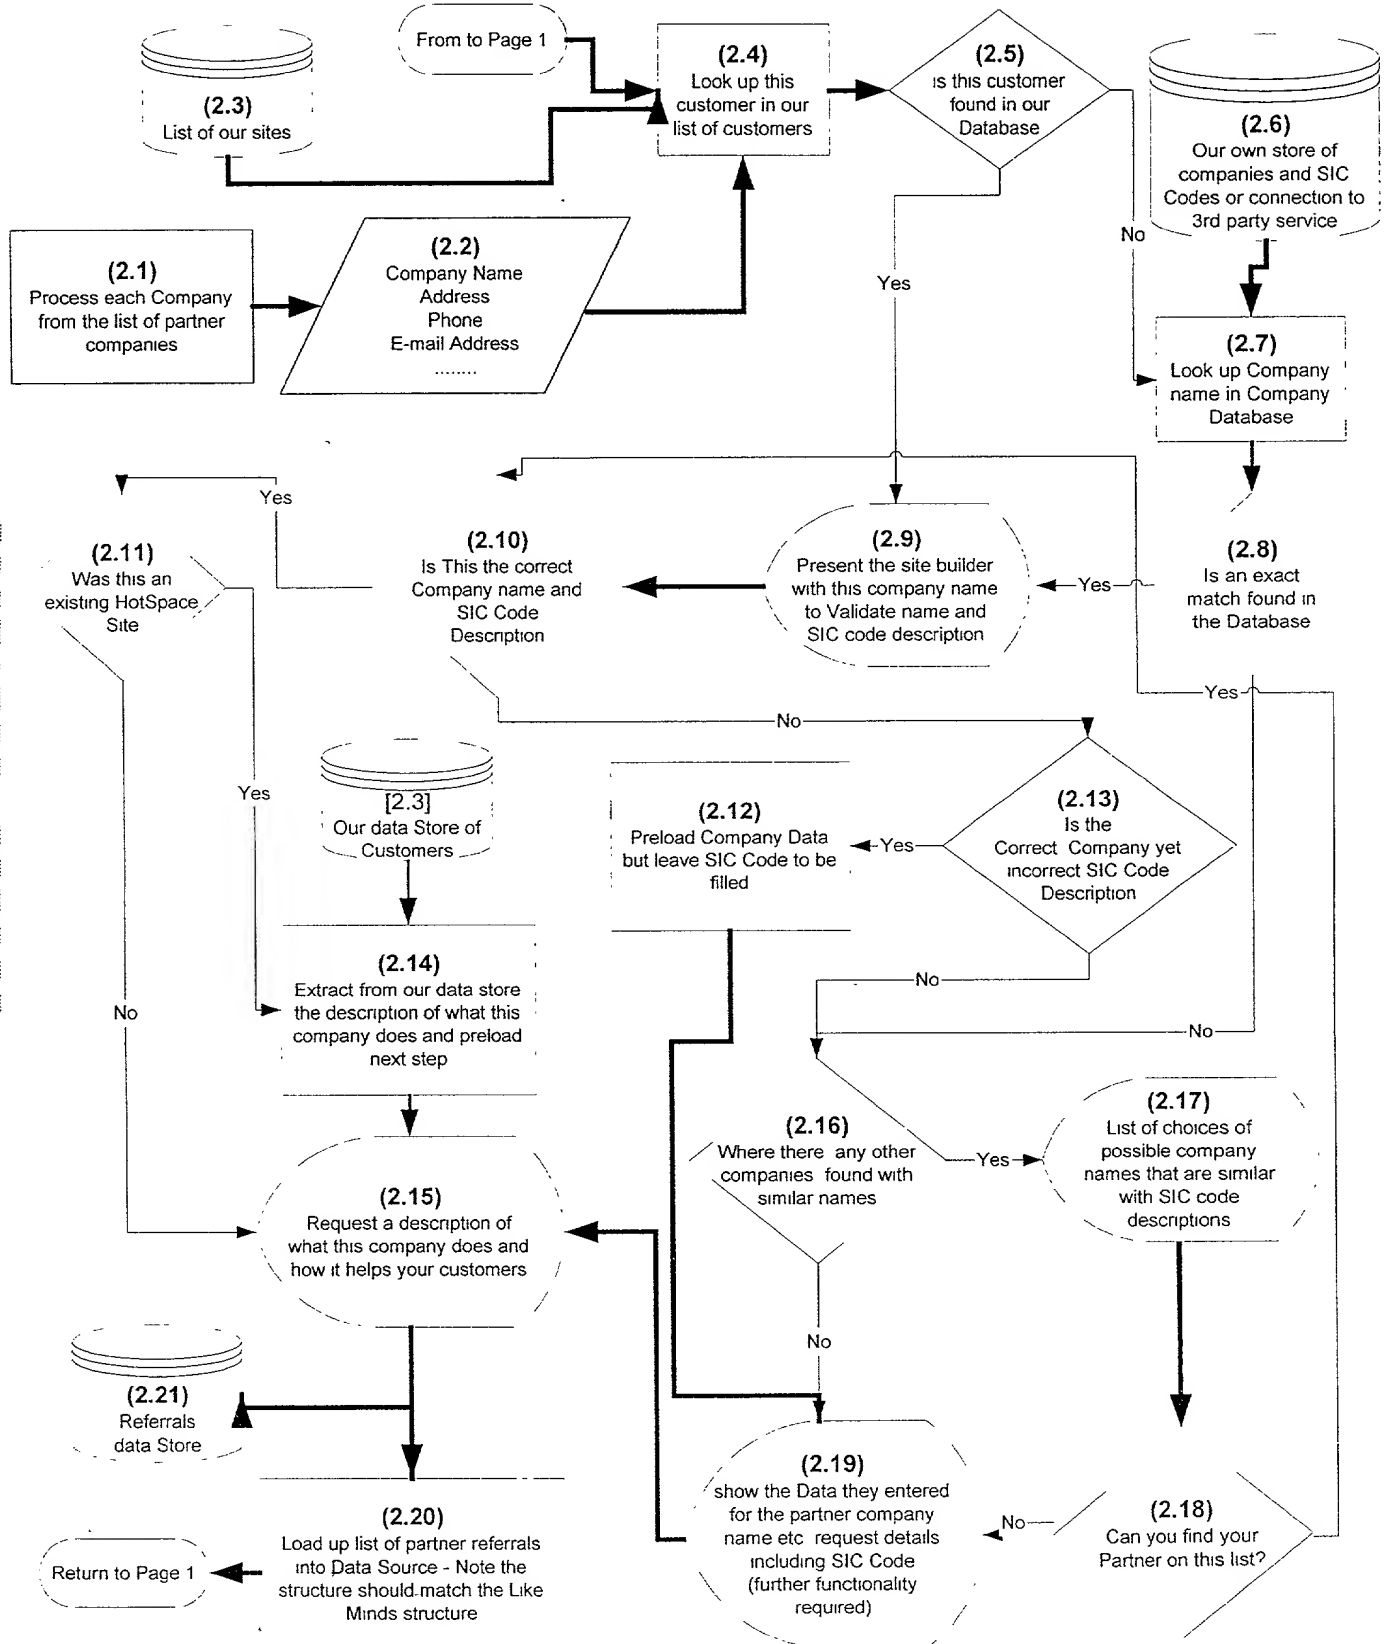 From to Page 1
(2.3)
List of our sites
(2.4)
Look up this
customer in our
list of customers
(2.5)
is this customer
found in our
Database
(2.6)
Our own store of
companies and SIC
Codes or connection to
3rd party service
(2.1)
Process each Company
from the list of partner
companies
(2.2)
Company Name
Address
Phone
E-mail Address
........
No
Yes
(2.7)
Look up Company
name in Company
Database
Yes
(2.11)
Was this an
existing HotSpace
Site
(2.10)
Is This the correct
Company name and
SIC Code
Description
(2.9)
Present the site builder
with this company name
to Validate name and
SIC code description
Yes
(2.8)
Is an exact
match found in
the Database
Yes
No
Yes
[2.3]
Our data Store of
Customers
(2.12)
Preload Company Data
but leave SIC Code to be
filled
Yes
(2.13)
Is the
Correct Company yet
incorrect SIC Code
Description
No
No
No
(2.14)
Extract from our data store
the description of what this
company does and preload
next step
(2.16)
Where there any other
companies found with
similar names
Yes
(2.17)
List of choices of
possible company
names that are similar
with SIC code
descriptions
(2.15)
Request a description of
what this company does and
how it helps your customers
No
(2.21)
Referrals
data Store
(2.19)
show the Data they entered
for the partner company
name etc request details
including SIC Code
(further functionality
required)
No
(2.18)
Can you find your
Partner on this list?
(2.20)
Load up list of partner referrals
into Data Source - Note the
structure should match the Like
Minds structure
Return to Page 1